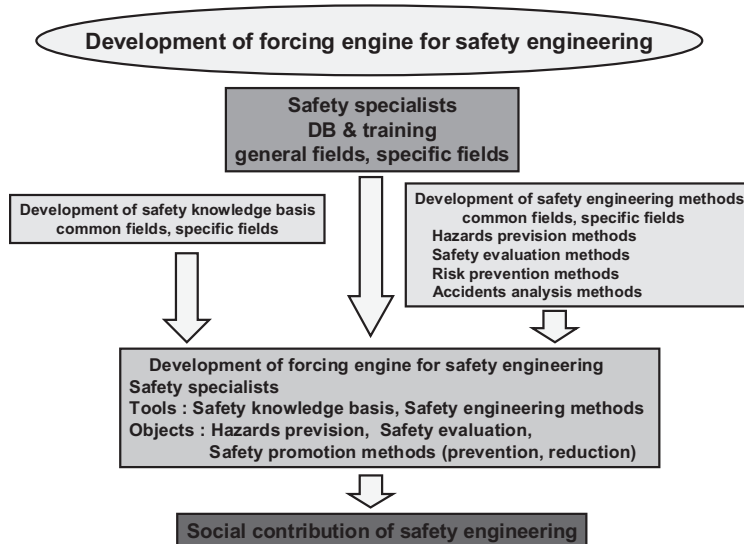 Development of forcing engine for safety engineering
Safety specialists
DB & training
general fields, specific fields
Development of safety knowledge basis
common fields, specific fields
Development of safety engineering methods
common fields, specific fields
Hazards prevision methods
Safety evaluation methods
Risk prevention methods
Accidents analysis methods
Development of forcing engine for safety engineering
Safety specialists
Tools : Safety knowledge basis, Safety engineering methods
Objects : Hazards prevision, Safety evaluation,
Safety promotion methods (prevention, reduction)
Social contribution of safety engineering